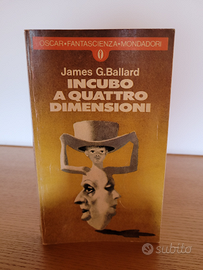 OSCAR•FANTASCIENZA•MONDADORI
James G.Ballard
INCUBO
A QUATTRO
DIMENSIONI
subito